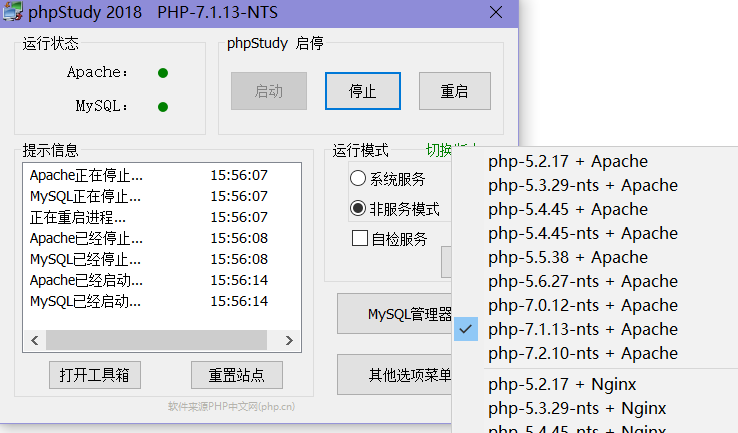 phpStudy 2018 PHP-7.1.13-NTS
运行状态
Apache:
MySQL:
phpStudy 启停
启动
停止
重启
提示信息
Apache正在停止... 15:56:07
MySQL正在停止... 15:56:07
正在重启进程... 15:56:07
Apache已经停止... 15:56:08
MySQL已经停止... 15:56:08
Apache已经启动... 15:56:14
MySQL已经启动... 15:56:14
打开工具箱
重置站点
运行模式
切换版本
系统服务
非服务模式
自检服务
MySQL管理器
其他选项菜单
软件来源PHP中文网(php.cn)
php-5.2.17 + Apache
php-5.3.29-nts + Apache
php-5.4.45 + Apache
php-5.4.45-nts + Apache
php-5.5.38 + Apache
php-5.6.27-nts + Apache
php-7.0.12-nts + Apache
php-7.1.13-nts + Apache
php-7.2.10-nts + Apache
php-5.2.17 + Nginx
php-5.3.29-nts + Nginx
php-5.4.45 + Nginx